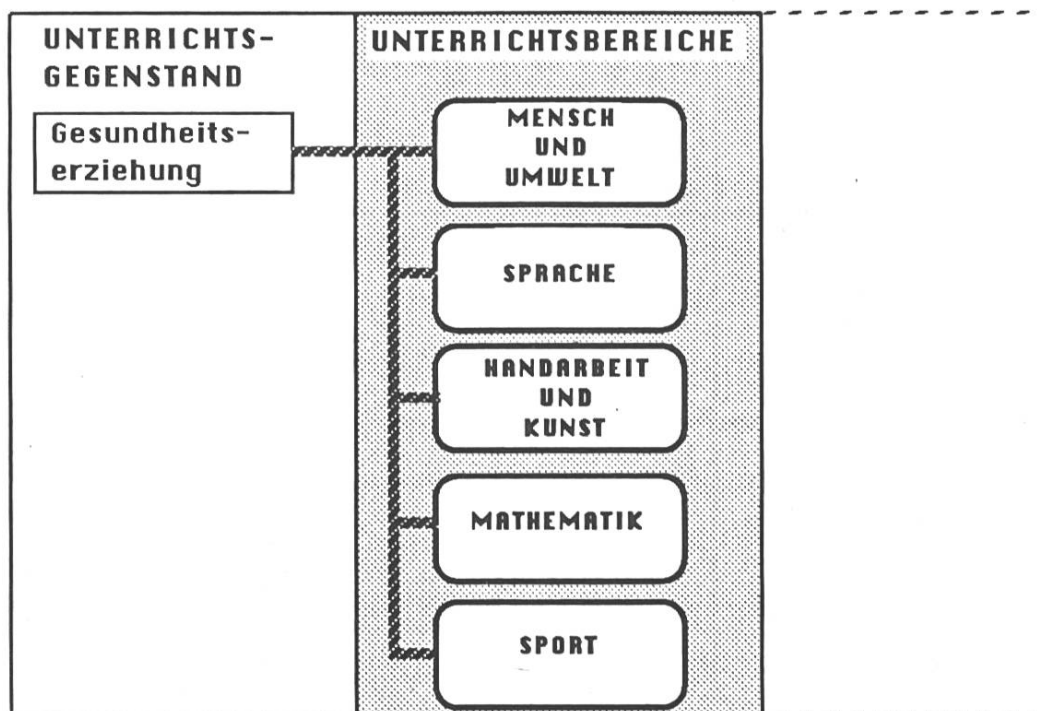 UNTERRICHTS-
GEGENSTAND
Gesundheits-
erziehung
UNTERRICHTSBEREICHE
MENSCH
UND
UMWELT
SPRACHE
HANDARBEIT
UND
KUNST
MATHEMATIK
SPORT